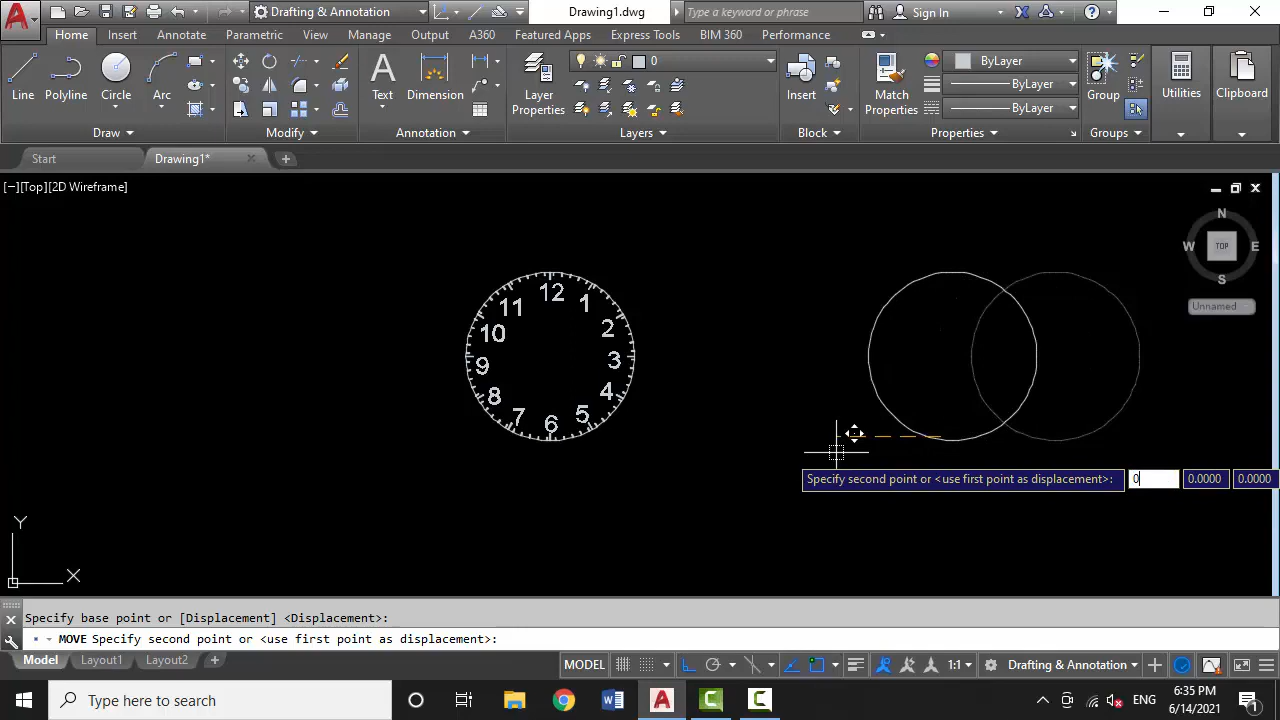 Drafting & Annotation
Drawing1.dwg
Type a keyword or phrase
Sign In
Home
Insert
Annotate
Parametric
View
Manage
Output
A360
Featured Apps
Express Tools
BIM 360
Performance
Line
Polyline
Circle
Arc
Draw
Modify
Text
Dimension
Annotation
Layer
Properties
0
Layers
Insert
Block
Match
Properties
ByLayer
ByLayer
ByLayer
Properties
Group
Groups
Utilities
Clipboard
Start
Drawing1*
[−][Top][2D Wireframe]
N
W
TOP
E
S
Unnamed
12
11
1
10
2
9
3
8
4
7
5
6
Specify second point or <use first point as displacement>: 0 0.0000 0.0000
Y
X
Specify base point or [Displacement] <Displacement>:
MOVE Specify second point or <use first point as displacement>:
Model
Layout1
Layout2
MODEL
1:1
Drafting & Annotation
Type here to search
ENG
6:35 PM
6/14/2021
1